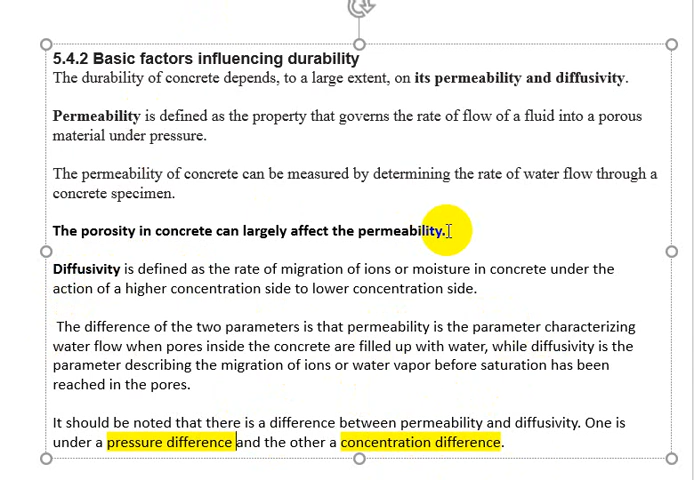 5.4.2 Basic factors influencing durability
The durability of concrete depends, to a large extent, on its permeability and diffusivity.
Permeability is defined as the property that governs the rate of flow of a fluid into a porous
material under pressure.
The permeability of concrete can be measured by determining the rate of water flow through a
concrete specimen.
The porosity in concrete can largely affect the permeability.
Diffusivity is defined as the rate of migration of ions or moisture in concrete under the
action of a higher concentration side to lower concentration side.
The difference of the two parameters is that permeability is the parameter characterizing
water flow when pores inside the concrete are filled up with water, while diffusivity is the
parameter describing the migration of ions or water vapor before saturation has been
reached in the pores.
It should be noted that there is a difference between permeability and diffusivity. One is
under a pressure difference and the other a concentration difference.